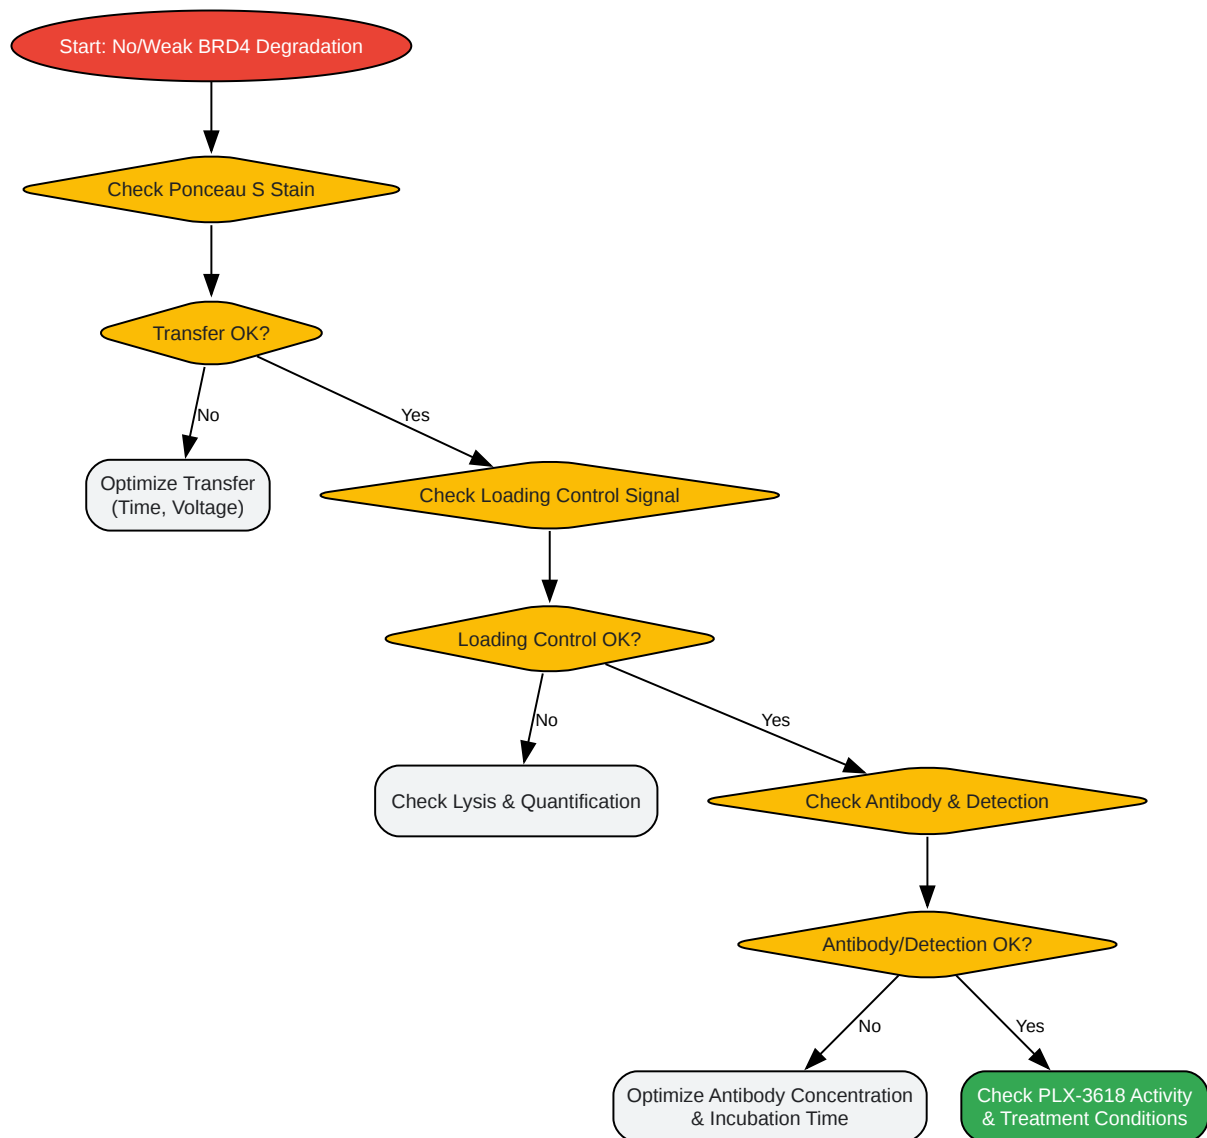 Start: No/Weak BRD4 Degradation
Check Ponceau S Stain
Transfer OK?
No
Yes
Optimize Transfer
(Time, Voltage)
Check Loading Control Signal
Loading Control OK?
No
Yes
Check Lysis & Quantification
Check Antibody & Detection
Antibody/Detection OK?
No
Yes
Optimize Antibody Concentration
& Incubation Time
Check PLX-3618 Activity
& Treatment Conditions